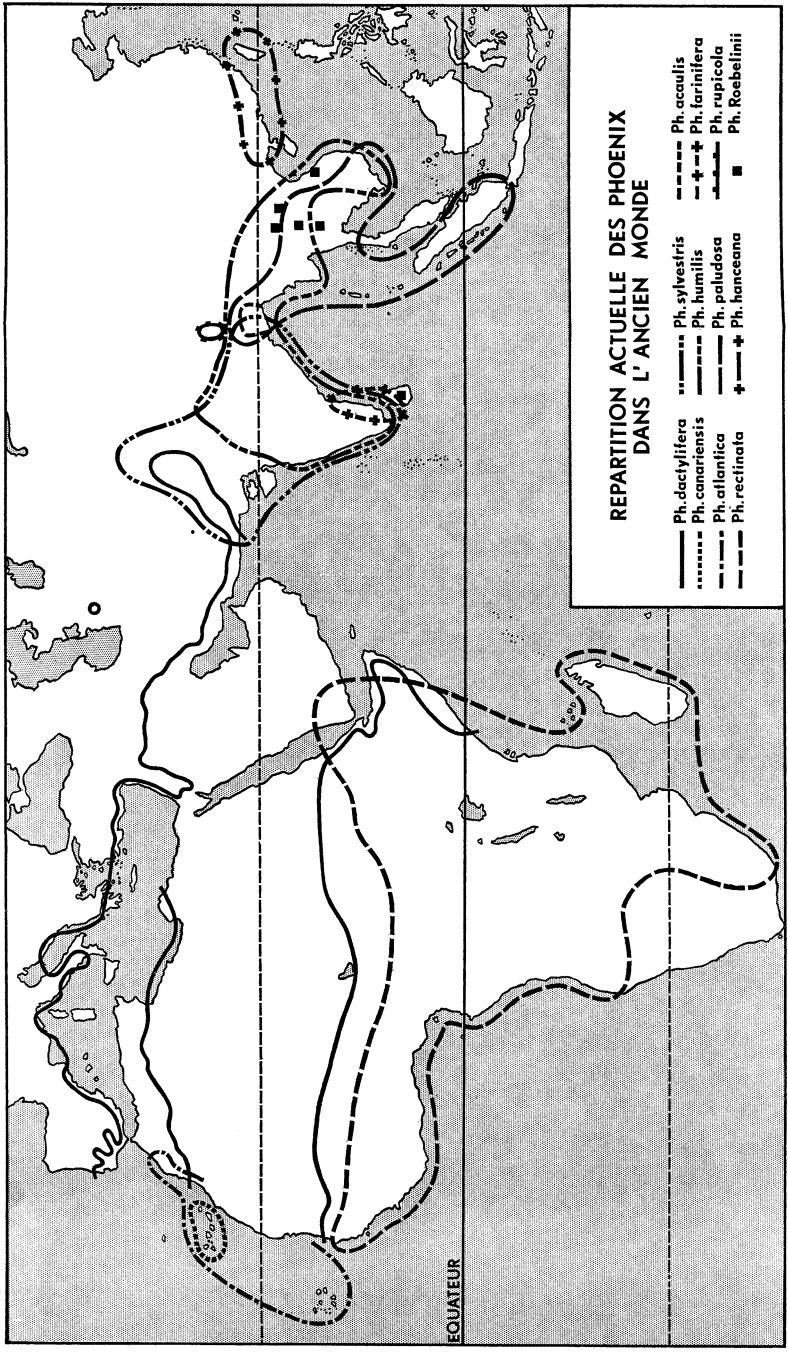 REPARTITION ACTUELLE DES PHOENIX
DANS L' ANCIEN MONDE
Ph. dactylifera
Ph. canariensis
Ph. atlantica
Ph. reclinata
Ph. sylvestris
Ph. humilis
Ph. paludosa
Ph. hanceana
Ph. acaulis
Ph. farinifera
Ph. rupicola
Ph. Roebelinii
EQUATEUR